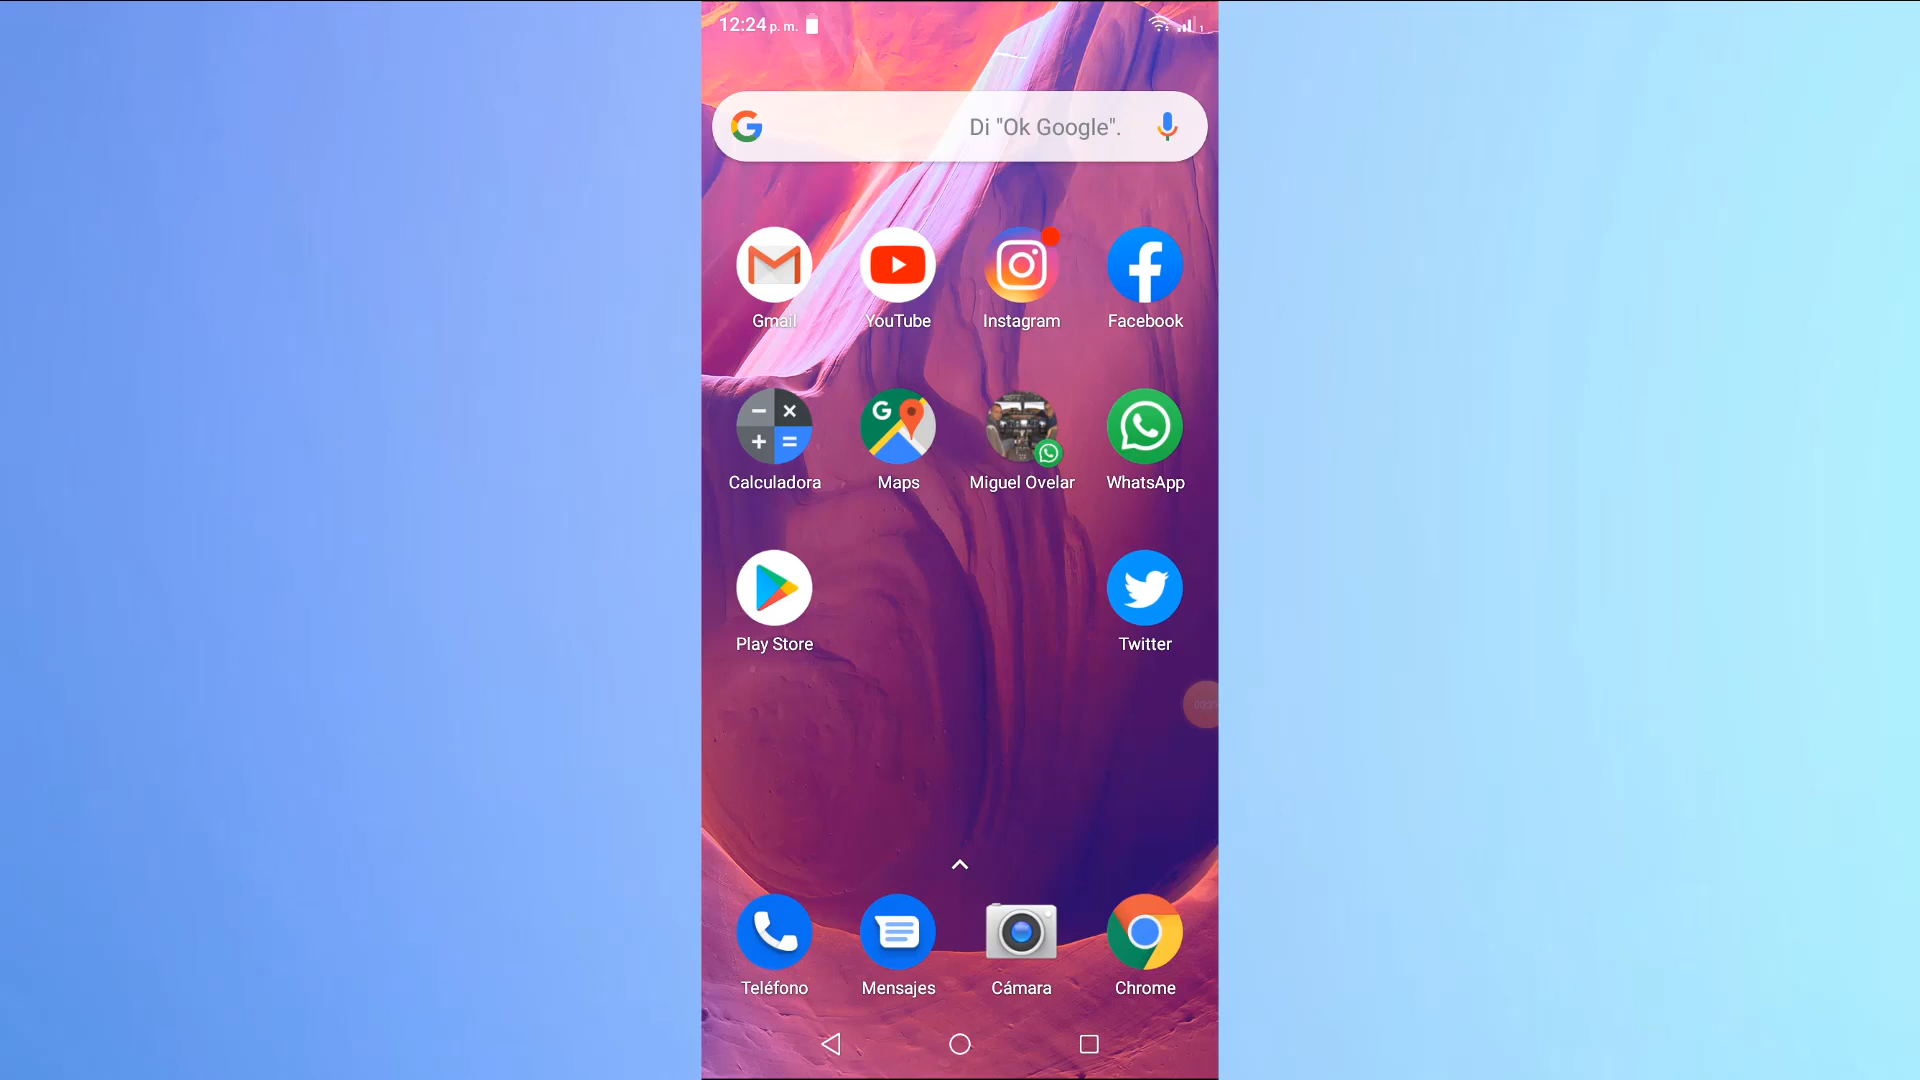 12:24 p. m.
1
G Di "Ok Google".
Gmail YouTube Instagram Facebook
G
Calculadora Maps Miguel Ovelar WhatsApp
Play Store Twitter
Teléfono Mensajes Cámara Chrome